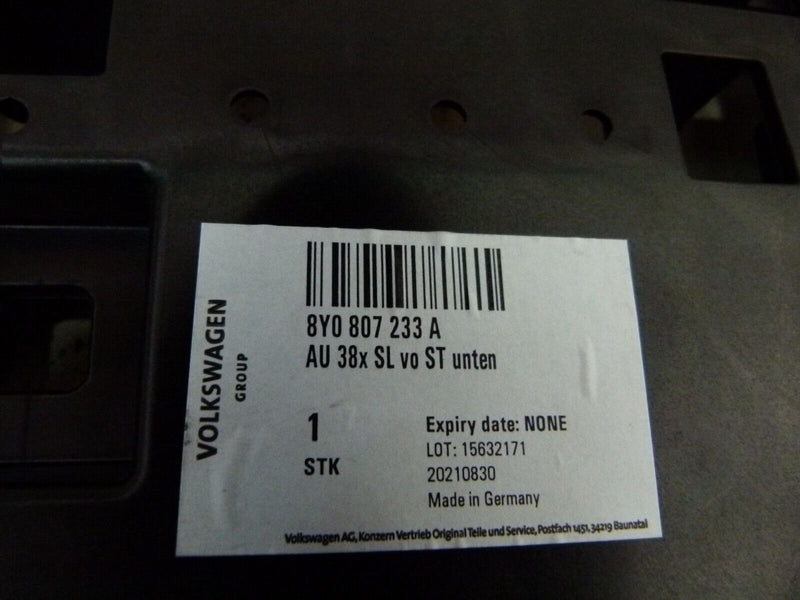 VOLKSWAGEN
GROUP
8Y0 807 233 A
AU 38x SL vo ST unten
1
STK
Expiry date: NONE
LOT: 15632171
20210830
Made in Germany
Volkswagen AG, Konzern Vertrieb Original Teile und Service, Postfach 1451, 34219 Baunatal